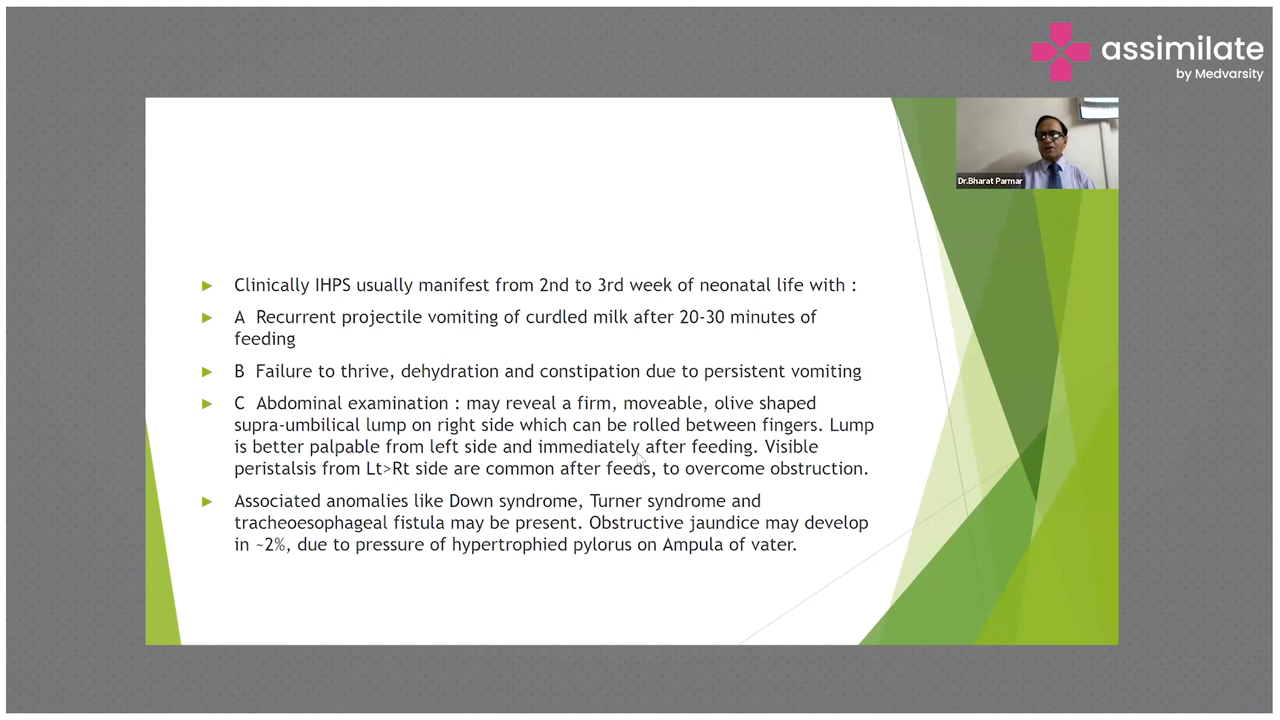 assimilate
by Medvarsity
Dr.Bharat Parmar
Clinically IHPS usually manifest from 2nd to 3rd week of neonatal life with :
A Recurrent projectile vomiting of curdled milk after 20-30 minutes of
feeding
B Failure to thrive, dehydration and constipation due to persistent vomiting
C Abdominal examination : may reveal a firm, moveable, olive shaped
supra-umbilical lump on right side which can be rolled between fingers. Lump
is better palpable from left side and immediately after feeding. Visible
peristalsis from Lt>Rt side are common after feeds, to overcome obstruction.
Associated anomalies like Down syndrome, Turner syndrome and
tracheoesophageal fistula may be present. Obstructive jaundice may develop
in ~2%, due to pressure of hypertrophied pylorus on Ampula of vater.